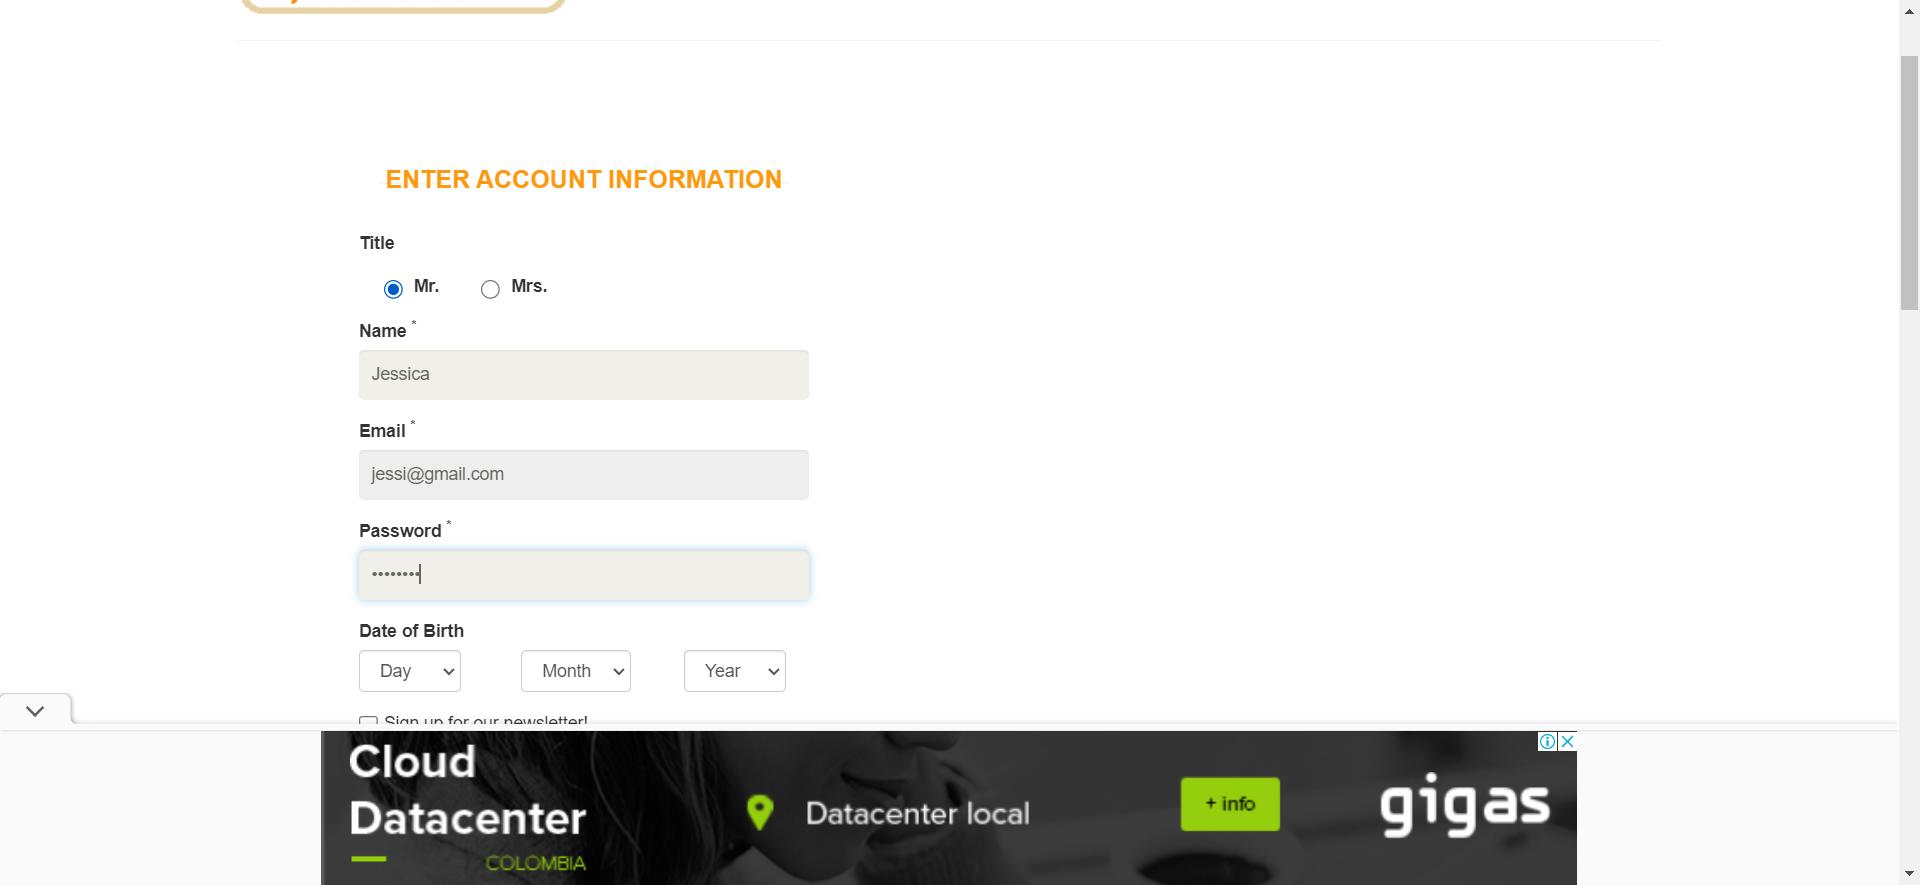 ENTER ACCOUNT INFORMATION
Title
Mr. Mrs.
Name *
Jessica
Email *
jessi@gmail.com
Password *
••••••••
Date of Birth
Day Month Year
Sign up for our newsletter!
Cloud
Datacenter
COLOMBIA
Datacenter local
+ info
gigas